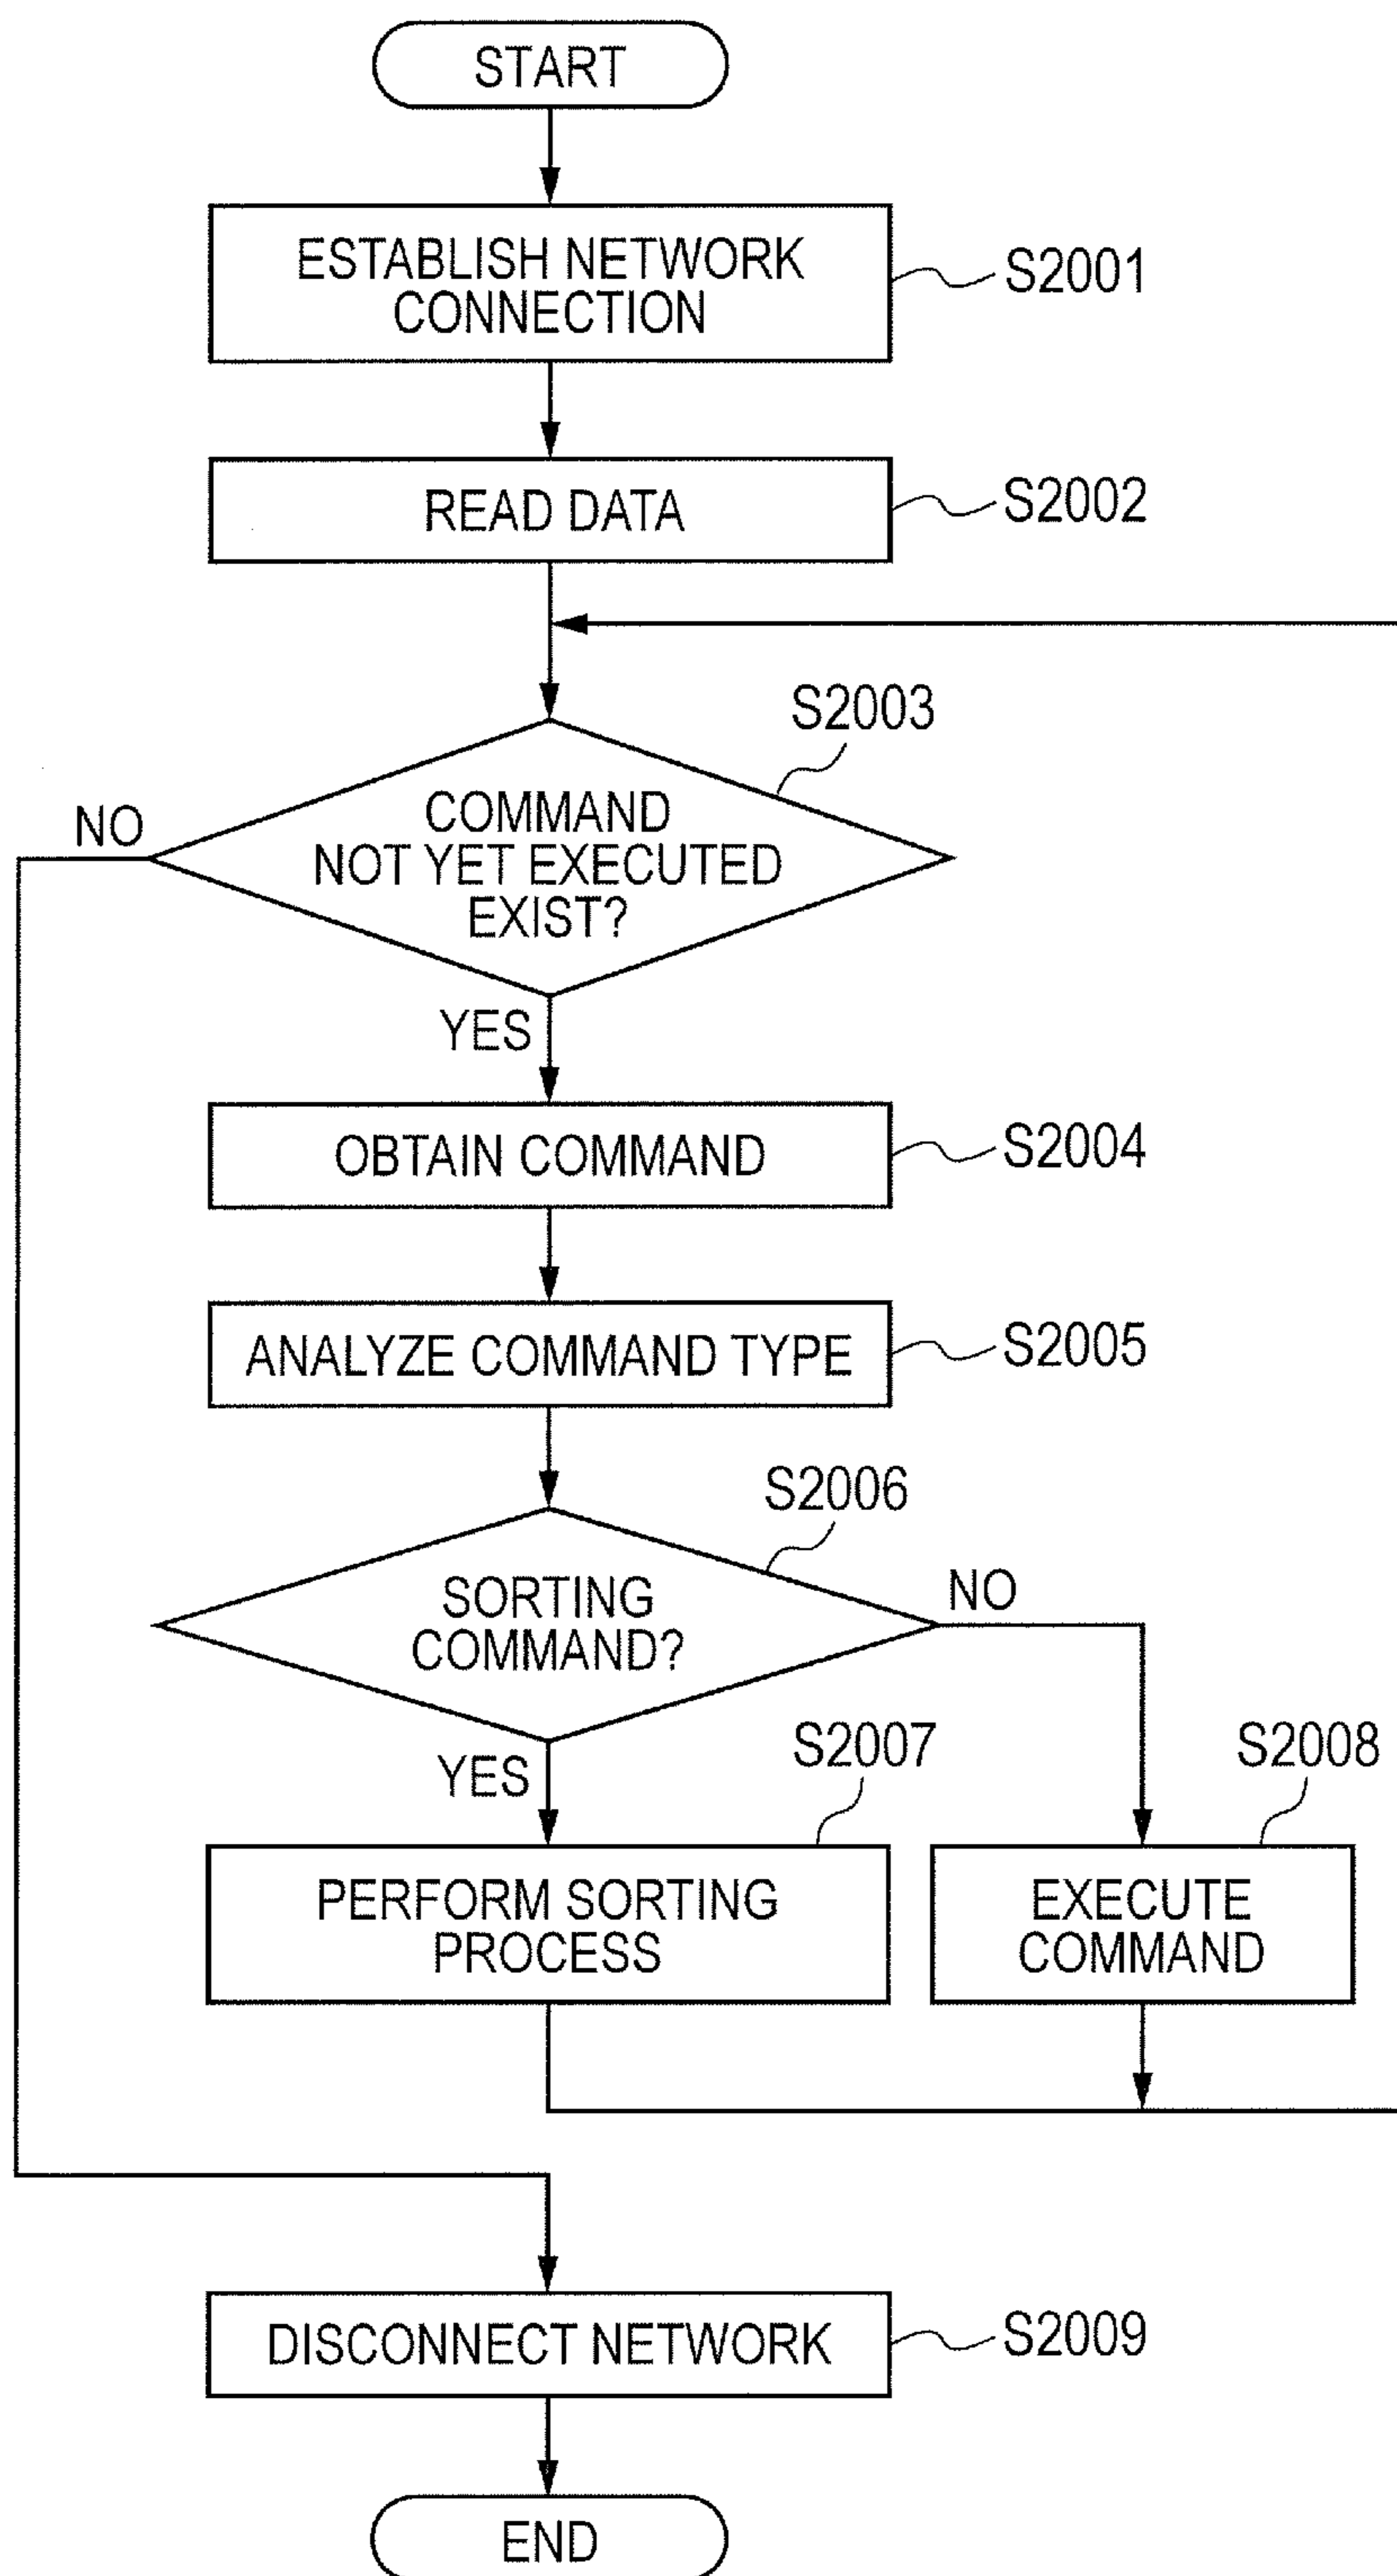 START
ESTABLISH NETWORK
CONNECTION
S2001
READ DATA
S2002
S2003
COMMAND
NOT YET EXECUTED
EXIST?
NO
YES
OBTAIN COMMAND
S2004
ANALYZE COMMAND TYPE
S2005
S2006
SORTING
COMMAND?
NO
YES
S2007
S2008
PERFORM SORTING
PROCESS
EXECUTE
COMMAND
DISCONNECT NETWORK
S2009
END